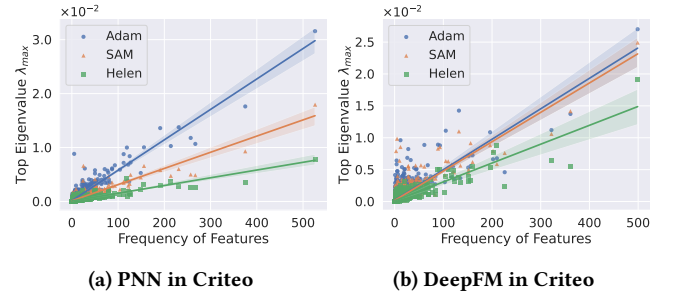 ×10⁻²
Top Eigenvalue λmax
3.0
2.0
1.0
0.0
Adam
SAM
Helen
0 100 200 300 400 500
Frequency of Features
(a) PNN in Criteo
×10⁻²
Top Eigenvalue λmax
2.5
2.0
1.5
1.0
0.5
0.0
Adam
SAM
Helen
0 100 200 300 400 500
Frequency of Features
(b) DeepFM in Criteo